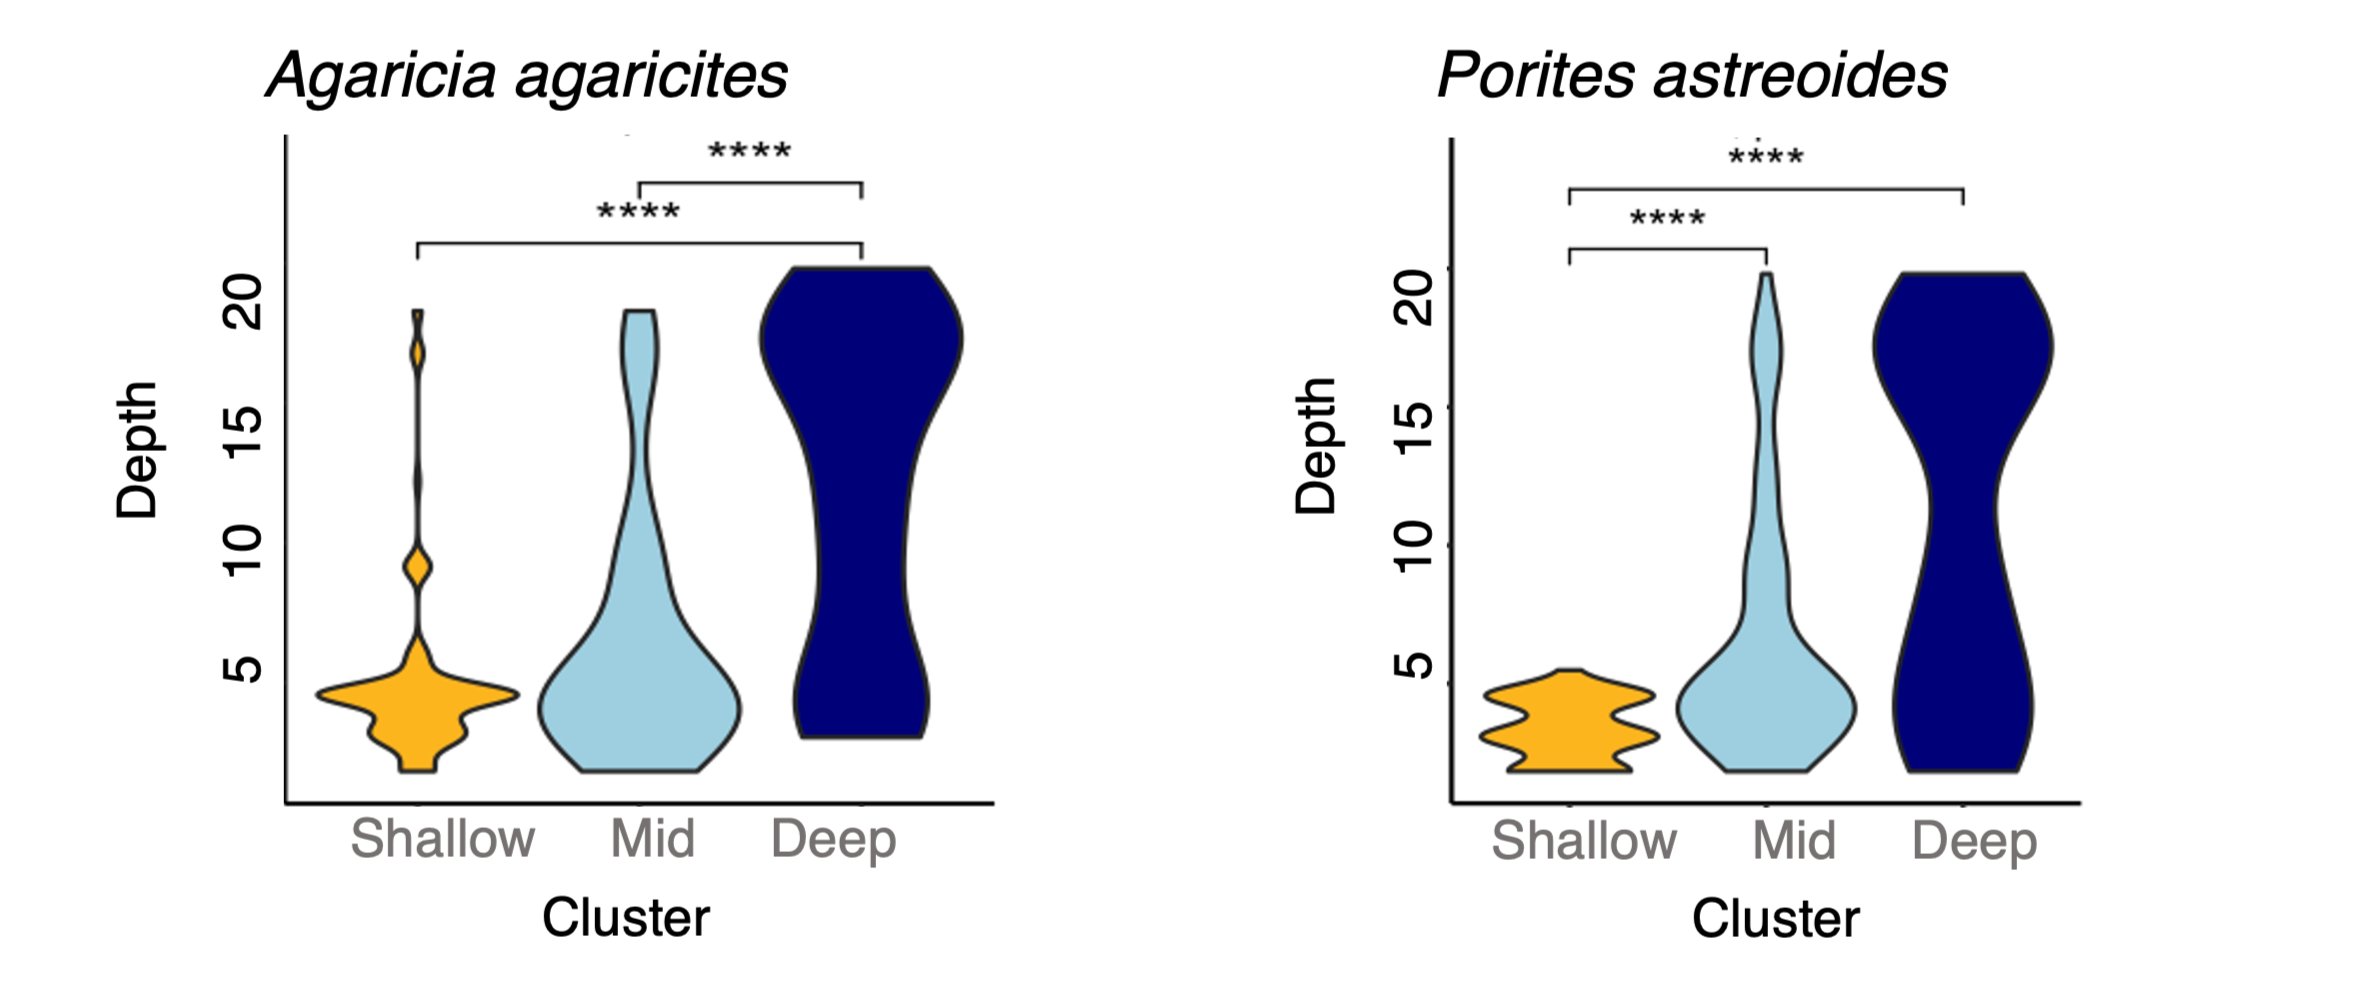 Agaricia agaricites
****
****
Depth
20
15
10
5
Shallow Mid Deep
Cluster
Porites astreoides
****
****
Depth
20
15
10
5
Shallow Mid Deep
Cluster